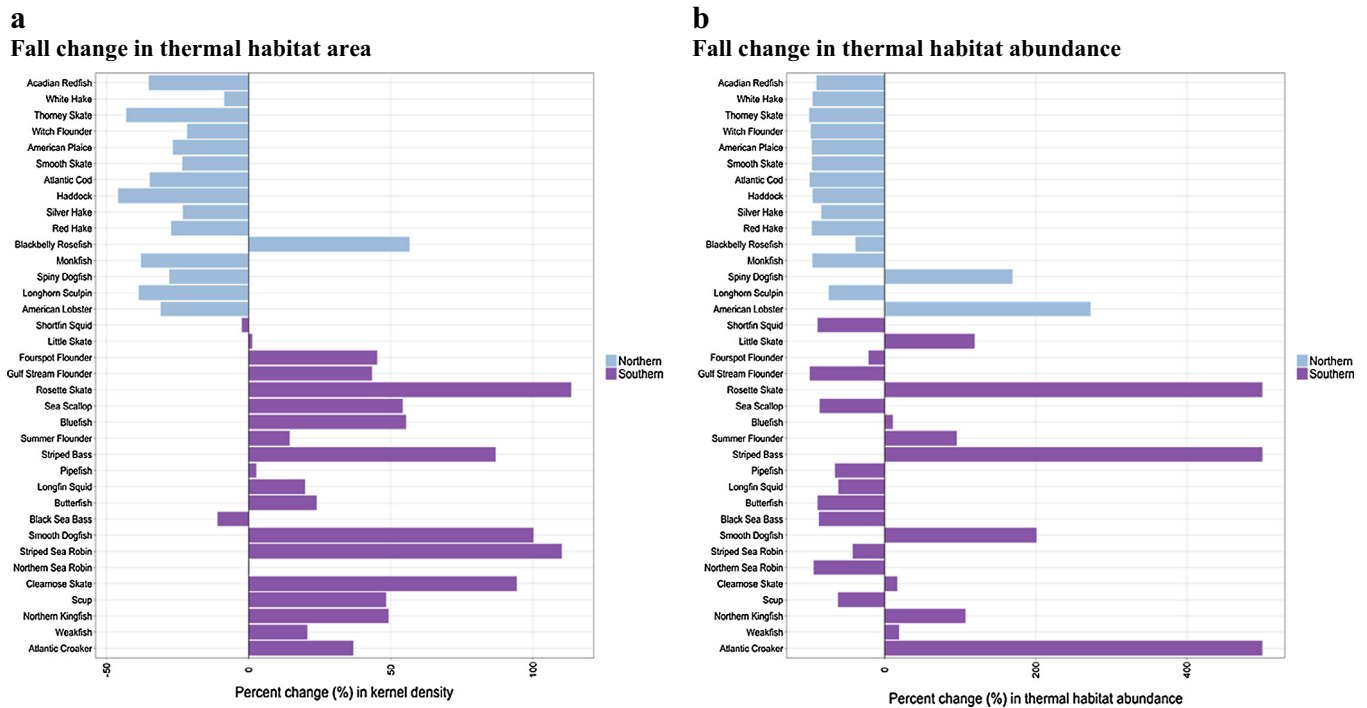 a
Fall change in thermal habitat area
Acadian Redfish
White Hake
Thorney Skate
Witch Flounder
American Plaice
Smooth Skate
Atlantic Cod
Haddock
Silver Hake
Red Hake
Blackbelly Rosefish
Monkfish
Spiny Dogfish
Longhorn Sculpin
American Lobster
Shortfin Squid
Little Skate
Fourspot Flounder
Gulf Stream Flounder
Rosette Skate
Sea Scallop
Bluefish
Summer Flounder
Striped Bass
Pipefish
Longfin Squid
Butterfish
Black Sea Bass
Smooth Dogfish
Striped Sea Robin
Northern Sea Robin
Clearnose Skate
Scup
Northern Kingfish
Weakfish
Atlantic Croaker
-50 0 50 100
Percent change (%) in kernel density
Northern
Southern
b
Fall change in thermal habitat abundance
Acadian Redfish
White Hake
Thorney Skate
Witch Flounder
American Plaice
Smooth Skate
Atlantic Cod
Haddock
Silver Hake
Red Hake
Blackbelly Rosefish
Monkfish
Spiny Dogfish
Longhorn Sculpin
American Lobster
Shortfin Squid
Little Skate
Fourspot Flounder
Gulf Stream Flounder
Rosette Skate
Sea Scallop
Bluefish
Summer Flounder
Striped Bass
Pipefish
Longfin Squid
Butterfish
Black Sea Bass
Smooth Dogfish
Striped Sea Robin
Northern Sea Robin
Clearnose Skate
Scup
Northern Kingfish
Weakfish
Atlantic Croaker
0 200 400
Percent change (%) in thermal habitat abundance
Northern
Southern